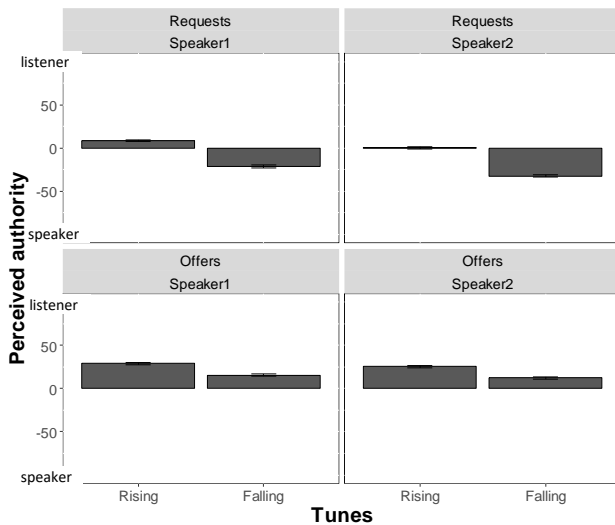 Requests
Requests
Speaker1
Speaker2
listener
50
0
-50
speaker
Offers
Offers
Speaker1
Speaker2
listener
50
0
-50
speaker
Perceived authority
Rising
Falling
Rising
Falling
Tunes